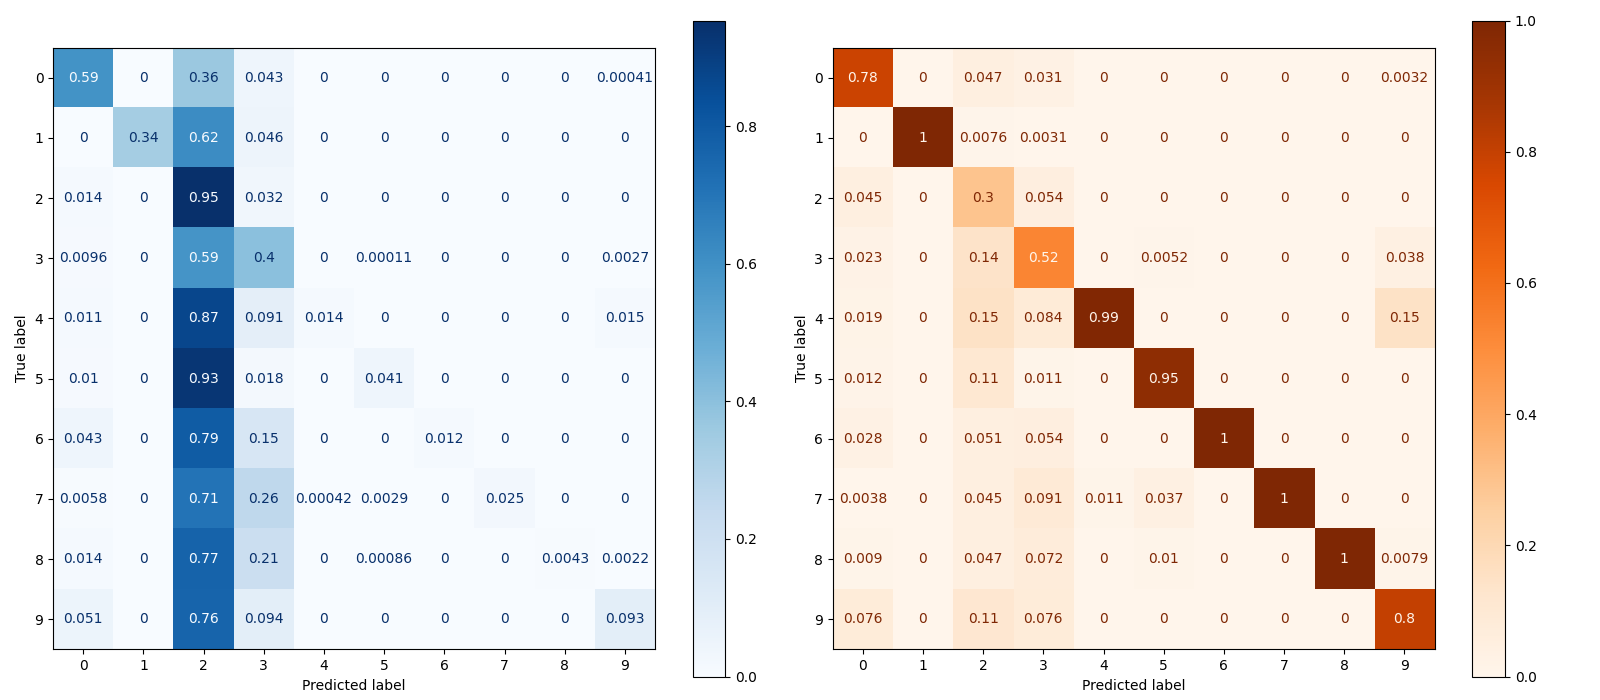 0 0.59 0 0.36 0.043 0 0 0 0 0 0.00041
1 0 0.34 0.62 0.046 0 0 0 0 0 0
2 0.014 0 0.95 0.032 0 0 0 0 0 0
3 0.0096 0 0.59 0.4 0 0.00011 0 0 0 0.0027
4 0.011 0 0.87 0.091 0.014 0 0 0 0 0.015
5 0.01 0 0.93 0.018 0 0.041 0 0 0 0
6 0.043 0 0.79 0.15 0 0 0.012 0 0 0
7 0.0058 0 0.71 0.26 0.00042 0.0029 0 0.025 0 0
8 0.014 0 0.77 0.21 0 0.00086 0 0 0.0043 0.0022
9 0.051 0 0.76 0.094 0 0 0 0 0 0.093
0 1 2 3 4 5 6 7 8 9
Predicted label
True label
0.8
0.6
0.4
0.2
0.0
0 0.78 0 0.047 0.031 0 0 0 0 0 0.0032
1 0 1 0.0076 0.0031 0 0 0 0 0 0
2 0.045 0 0.3 0.054 0 0 0 0 0 0
3 0.023 0 0.14 0.52 0 0.0052 0 0 0 0.038
4 0.019 0 0.15 0.084 0.99 0 0 0 0 0.15
5 0.012 0 0.11 0.011 0 0.95 0 0 0 0
6 0.028 0 0.051 0.054 0 0 1 0 0 0
7 0.0038 0 0.045 0.091 0.011 0.037 0 1 0 0
8 0.009 0 0.047 0.072 0 0.01 0 0 1 0.0079
9 0.076 0 0.11 0.076 0 0 0 0 0 0.8
0 1 2 3 4 5 6 7 8 9
Predicted label
True label
1.0
0.8
0.6
0.4
0.2
0.0